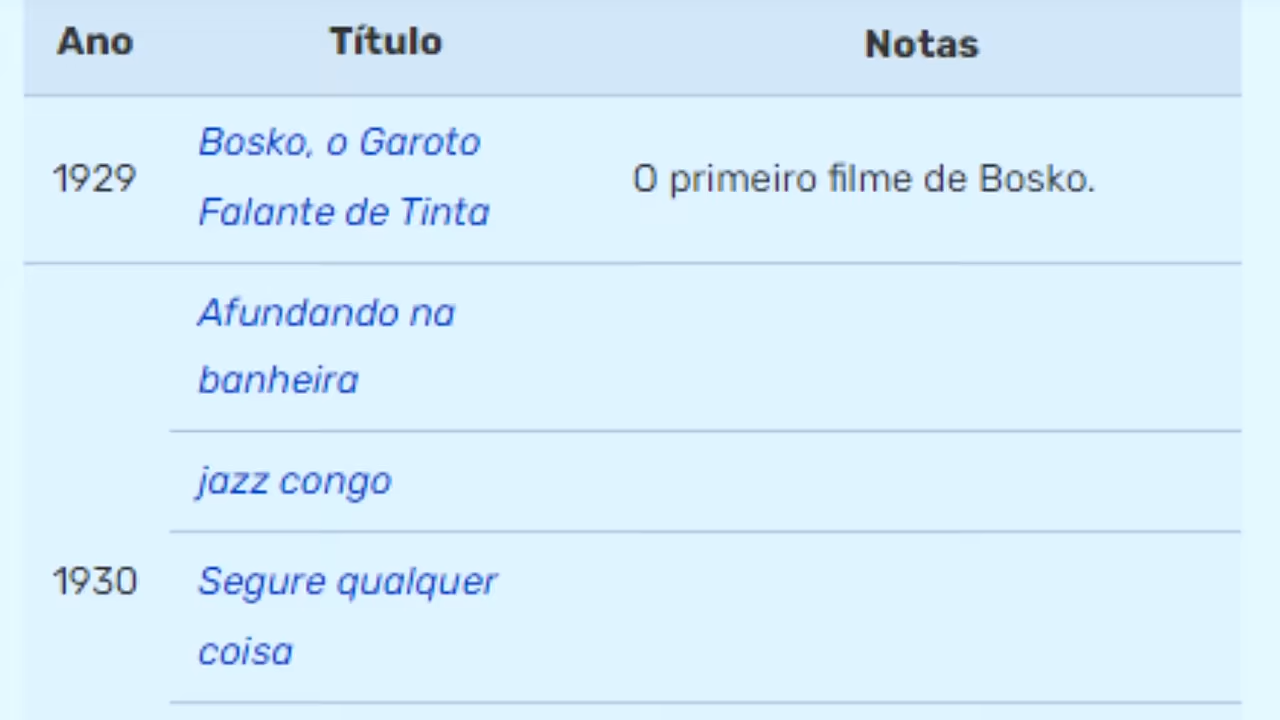 Ano Título Notas
Bosko, o Garoto
1929
O primeiro filme de Bosko.
Falante de Tinta
Afundando na
banheira
jazz congo
1930
Segure qualquer
coisa